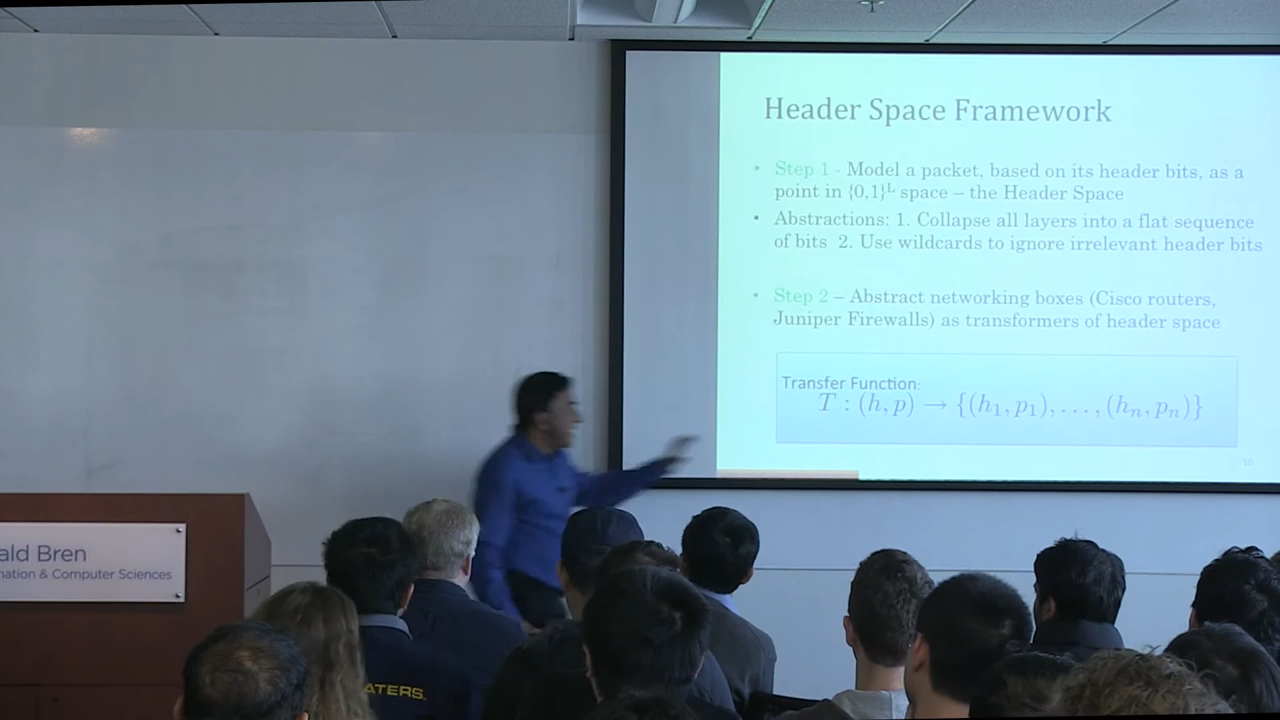 Header Space Framework
• Step 1 - Model a packet, based on its header bits, as a
point in {0,1}ᴸ space – the Header Space
• Abstractions: 1. Collapse all layers into a flat sequence
of bits 2. Use wildcards to ignore irrelevant header bits
• Step 2 – Abstract networking boxes (Cisco routers,
Juniper Firewalls) as transformers of header space
Transfer Function:
T : (h, p) → {(h₁, p₁), . . . , (hₙ, pₙ)}
10
ald Bren
mation & Computer Sciences
ATERS.